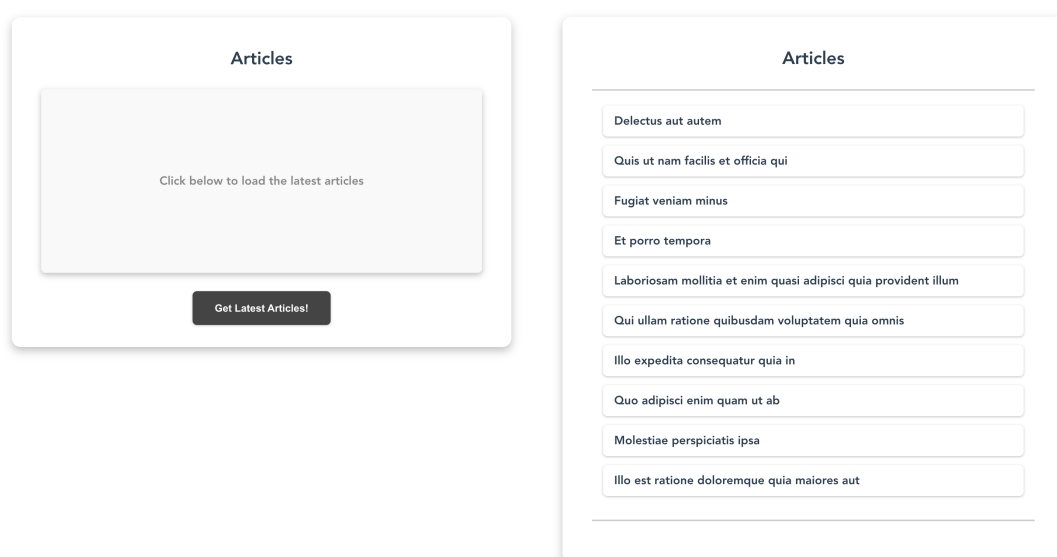 Articles
Click below to load the latest articles
Get Latest Articles!
Articles
Delectus aut autem
Quis ut nam facilis et officia qui
Fugiat veniam minus
Et porro tempora
Laboriosam mollitia et enim quasi adipisci quia provident illum
Qui ullam ratione quibusdam voluptatem quia omnis
Illo expedita consequatur quia in
Quo adipisci enim quam ut ab
Molestiae perspiciatis ipsa
Illo est ratione doloremque quia maiores aut